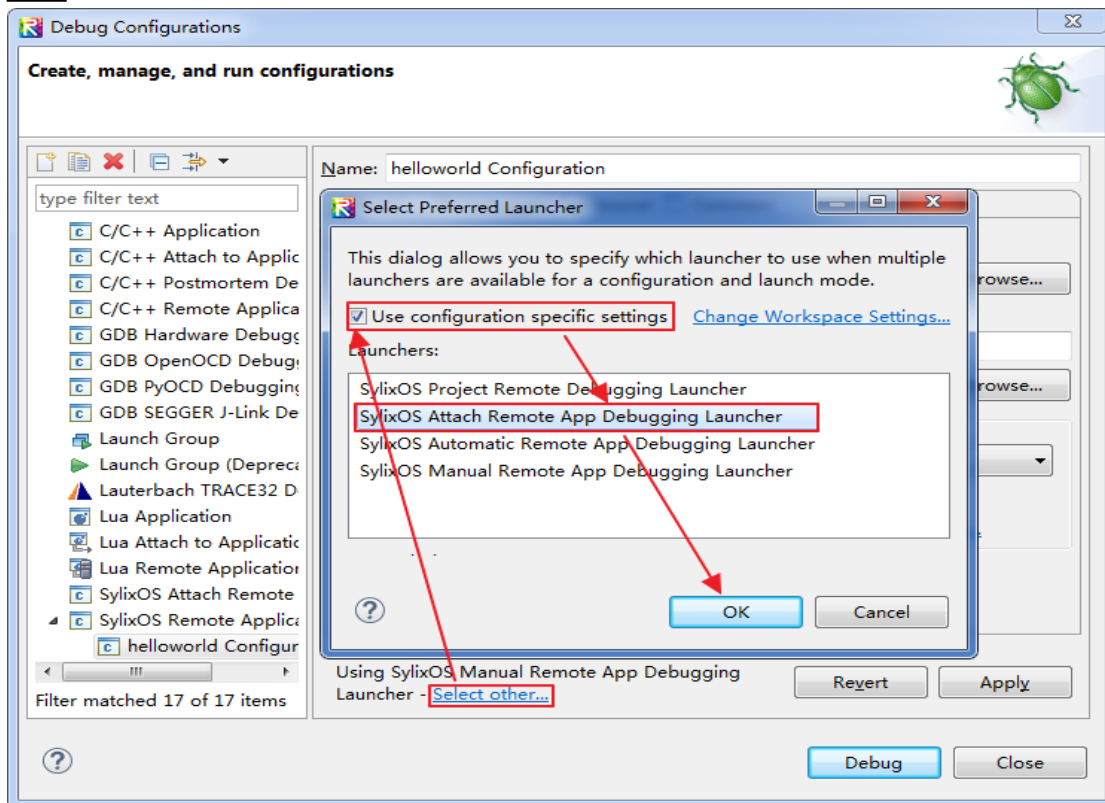 Debug Configurations
Create, manage, and run configurations
Name: helloworld Configuration
type filter text
C/C++ Application
C/C++ Attach to Applic
C/C++ Postmortem De
C/C++ Remote Applica
GDB Hardware Debugg
GDB OpenOCD Debug
GDB PyOCD Debugging
GDB SEGGER J-Link De
Launch Group
Launch Group (Depreca
Lauterbach TRACE32 D
Lua Application
Lua Attach to Applicatic
Lua Remote Application
SylixOS Attach Remote
SylixOS Remote Applica
helloworld Configur
Filter matched 17 of 17 items
Select Preferred Launcher
This dialog allows you to specify which launcher to use when multiple
launchers are available for a configuration and launch mode.
Use configuration specific settings Change Workspace Settings...
Launchers:
SylixOS Project Remote Debugging Launcher
SylixOS Attach Remote App Debugging Launcher
SylixOS Automatic Remote App Debugging Launcher
SylixOS Manual Remote App Debugging Launcher
OK Cancel
rowse...
rowse...
Using SylixOS Manual Remote App Debugging
Launcher - Select other...
Revert Apply
Debug Close